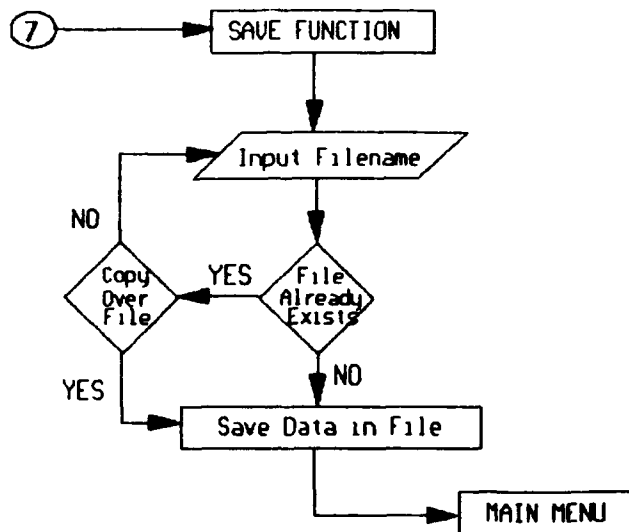 7
SAVE FUNCTION
Input Filename
NO
Copy
Over
File
YES
File
Already
Exists
YES
NO
Save Data in File
MAIN MENU